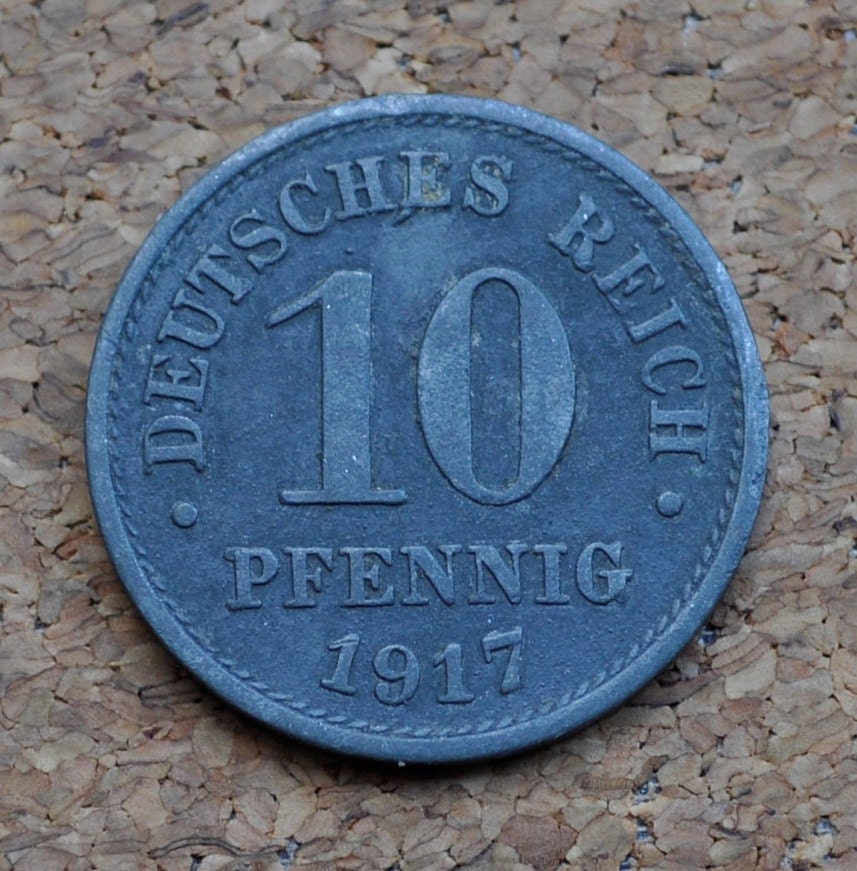 DEUTSCHES REICH
10
PFENNIG
1917